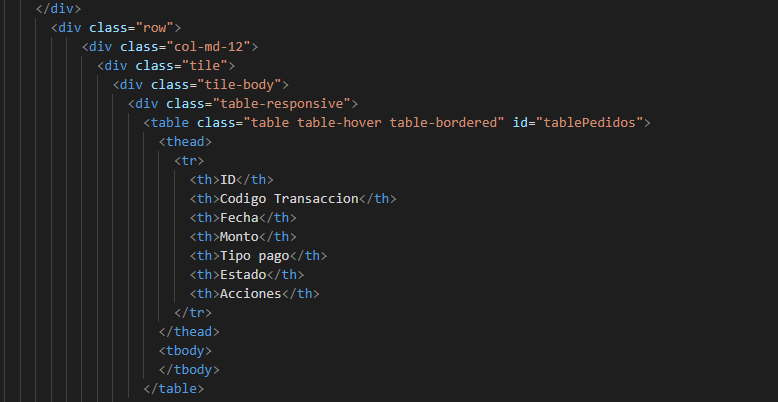 </div>
<div class="row">
<div class="col-md-12">
<div class="tile">
<div class="tile-body">
<div class="table-responsive">
<table class="table table-hover table-bordered" id="tablePedidos">
<thead>
<tr>
<th>ID</th>
<th>Codigo Transaccion</th>
<th>Fecha</th>
<th>Monto</th>
<th>Tipo pago</th>
<th>Estado</th>
<th>Acciones</th>
</tr>
</thead>
<tbody>
</tbody>
</table>